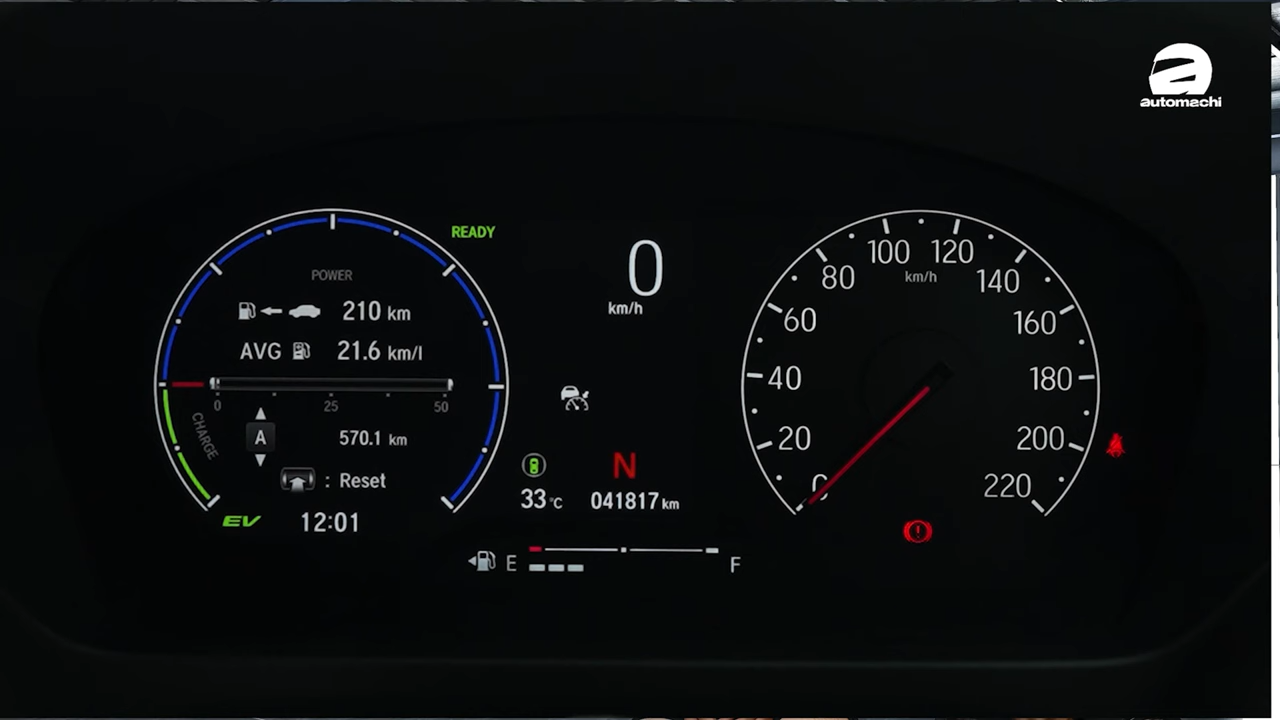 automachi
READY
POWER
210 km
AVG 21.6 km/l
0 25 50
CHARGE
A 570.1 km
: Reset
EV 12:01
0
km/h
N
33°C 041817 km
E F
0 20 40 60 80 100 120 140 160 180 200 220
km/h